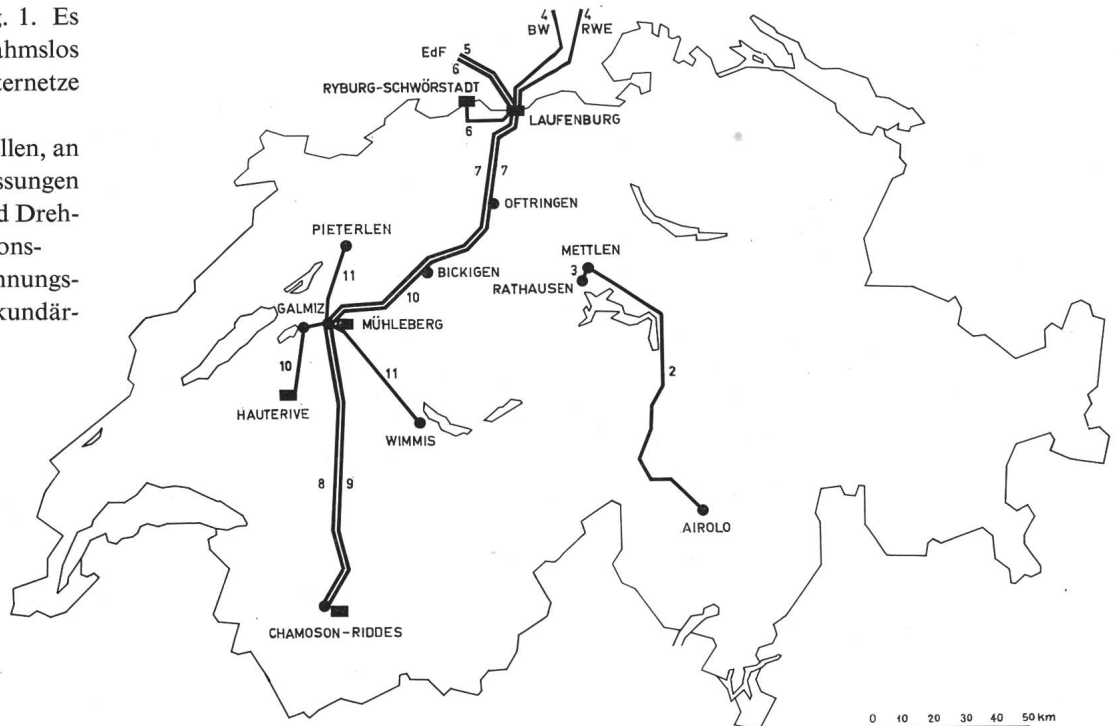 g. 1. Es
ahmslos
ternetze
llen, an
ssungen
d Dreh-
ons-
nnungs-
kundär-
4
4
BW
RWE
EdF
5
6
RYBURG-SCHWÖRSTADT
6
LAUFENBURG
7
7
OFTRINGEN
PIETERLEN
METTLEN
3
RATHAUSEN
BICKIGEN
11
10
GALMIZ
MÜHLEBERG
10
11
2
HAUTERIVE
WIMMIS
8
9
AIROLO
CHAMOSON-RIDDES
0 10 20 30 40 50 km